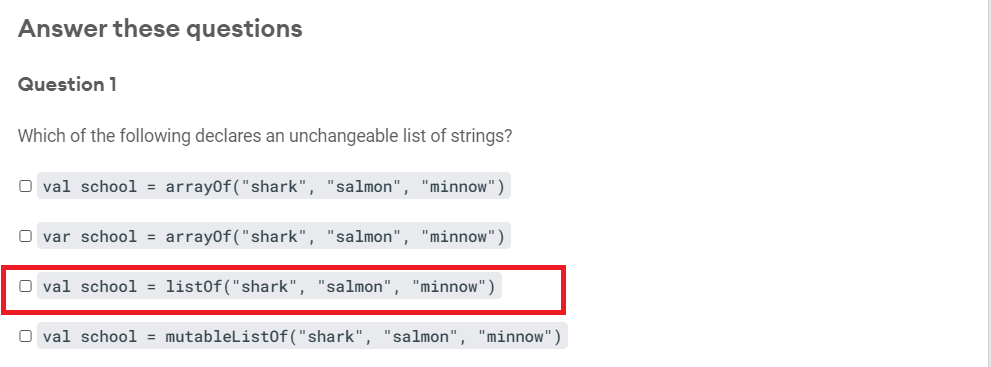 Answer these questions
Question 1
Which of the following declares an unchangeable list of strings?
val school = arrayOf("shark", "salmon", "minnow")
var school = arrayOf("shark", "salmon", "minnow")
val school = listOf("shark", "salmon", "minnow")
val school = mutableListOf("shark", "salmon", "minnow")